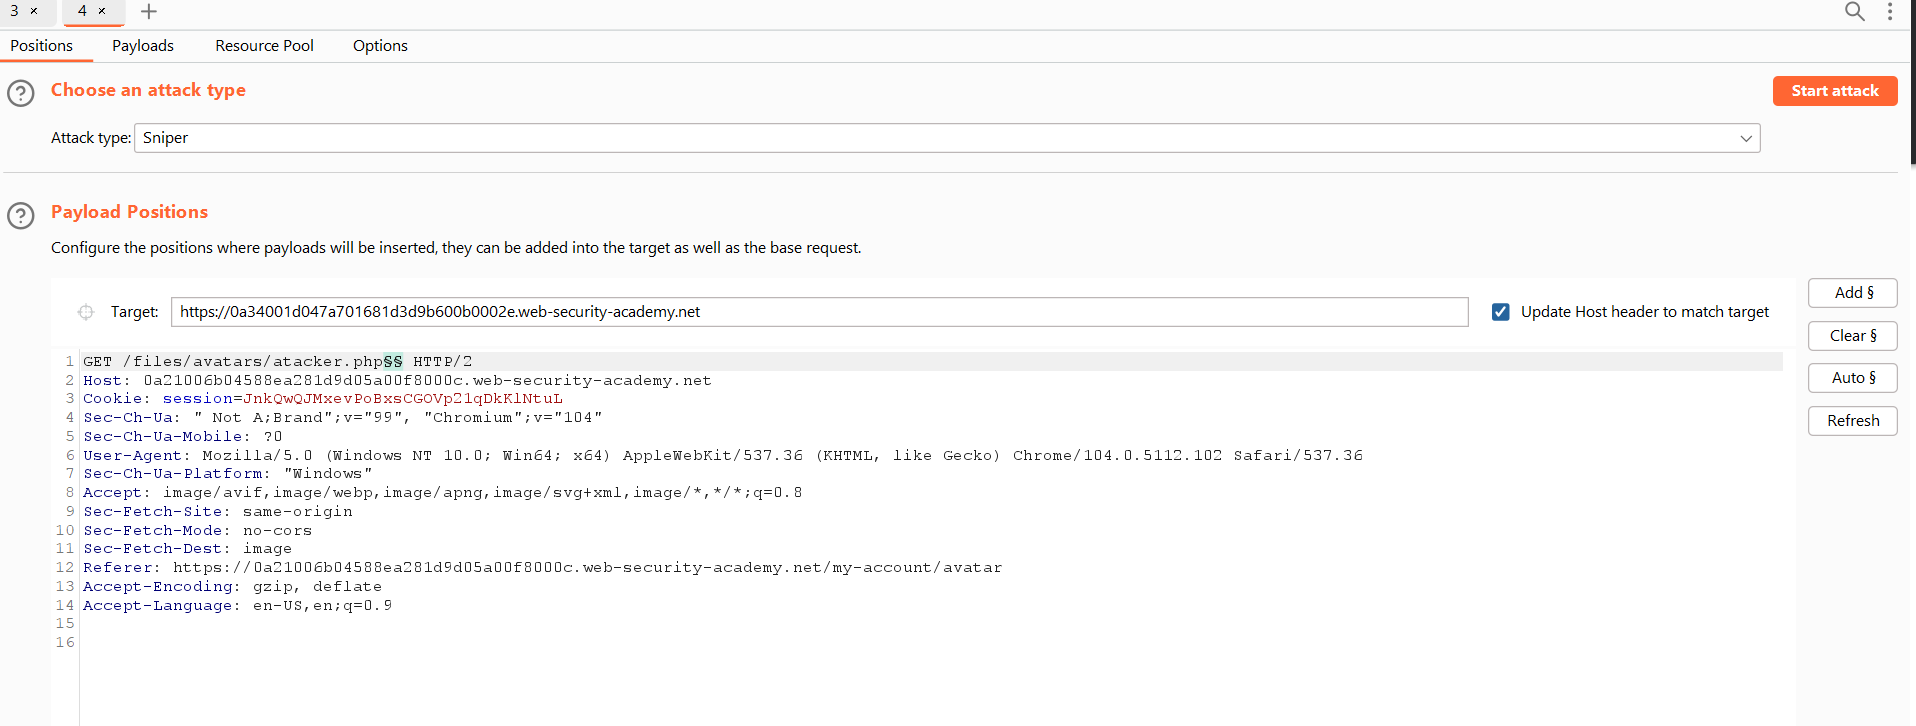 3 × 4 × +
Positions Payloads Resource Pool Options
? Choose an attack type Start attack
Attack type: Sniper
? Payload Positions
Configure the positions where payloads will be inserted, they can be added into the target as well as the base request.
Target: https://0a34001d047a701681d3d9b600b0002e.web-security-academy.net Update Host header to match target
Add §
Clear §
Auto §
Refresh
1 GET /files/avatars/atacker.php§§ HTTP/2
2 Host: 0a21006b04588ea281d9d05a00f8000c.web-security-academy.net
3 Cookie: session=JnkQwQJMxevPoBxsCGOVp21qDkKlNtuL
4 Sec-Ch-Ua: " Not A;Brand";v="99", "Chromium";v="104"
5 Sec-Ch-Ua-Mobile: ?0
6 User-Agent: Mozilla/5.0 (Windows NT 10.0; Win64; x64) AppleWebKit/537.36 (KHTML, like Gecko) Chrome/104.0.5112.102 Safari/537.36
7 Sec-Ch-Ua-Platform: "Windows"
8 Accept: image/avif,image/webp,image/apng,image/svg+xml,image/*,*/*;q=0.8
9 Sec-Fetch-Site: same-origin
10 Sec-Fetch-Mode: no-cors
11 Sec-Fetch-Dest: image
12 Referer: https://0a21006b04588ea281d9d05a00f8000c.web-security-academy.net/my-account/avatar
13 Accept-Encoding: gzip, deflate
14 Accept-Language: en-US,en;q=0.9
15
16